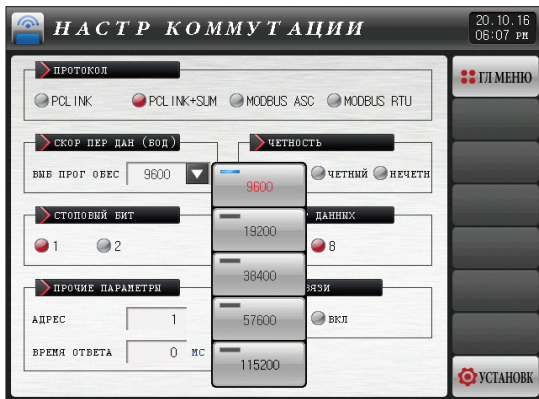 НАСТР КОММУТАЦИИ
20.10.16
06:07 PM
ПРОТОКОЛ
ГЛ МЕНЮ
PCLINK PCLINK+SUM MODBUS ASC MODBUS RTU
СКОР ПЕР ДАН (БОД) ЧЕТНОСТЬ
ВЫБ ПРОГ ОБЕС 9600 9600 ЧЕТНЫЙ НЕЧЕТН
СТОПОВЫЙ БИТ ДАННЫХ
19200
1 2 8
38400
ПРОЧИЕ ПАРАМЕТРЫ ВЯЗИ
АДРЕС 1 57600 ВКЛ
ВРЕМЯ ОТВЕТА 0 МС
115200
УСТАНОВК